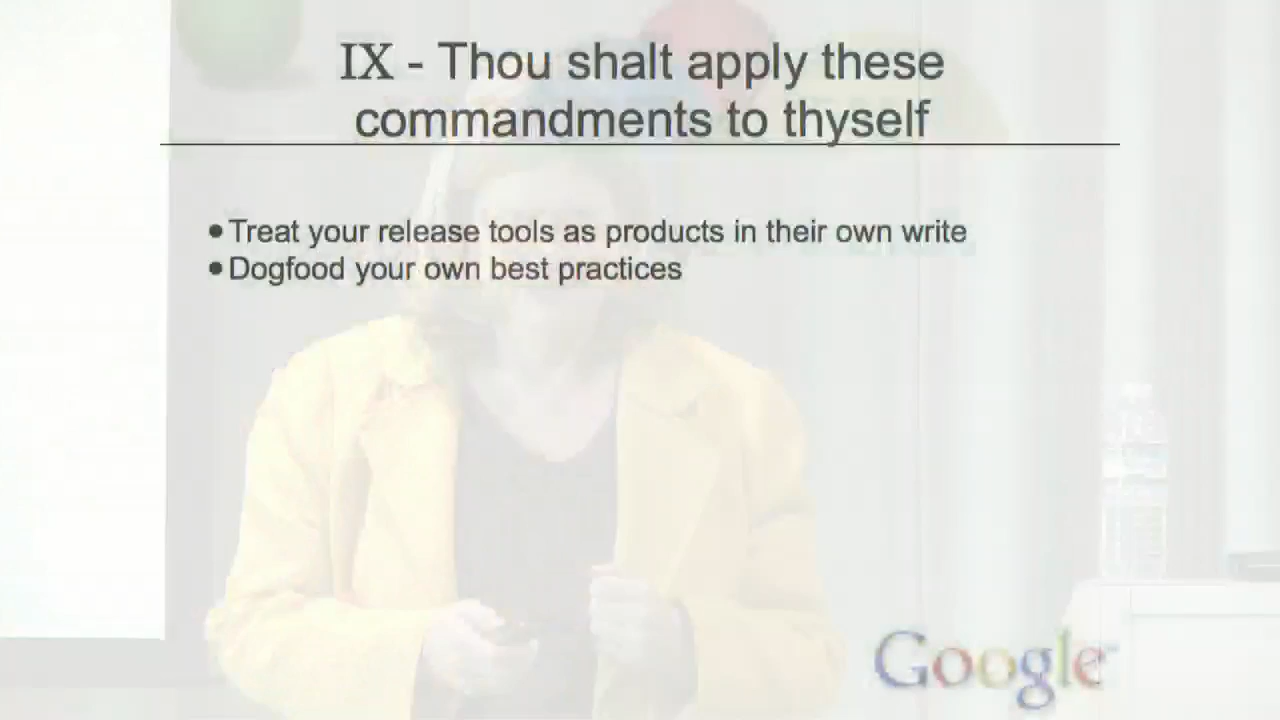 IX - Thou shalt apply these
commandments to thyself
• Treat your release tools as products in their own write
• Dogfood your own best practices
Google